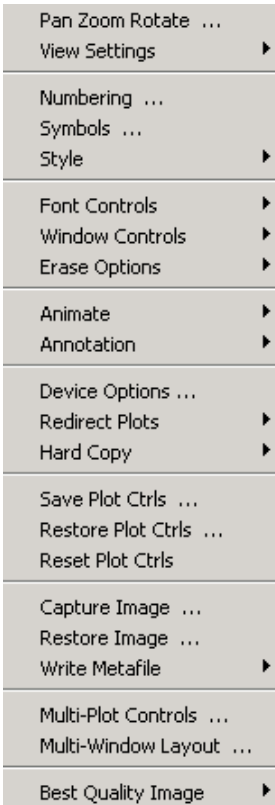 Pan Zoom Rotate ...
View Settings
Numbering ...
Symbols ...
Style
Font Controls
Window Controls
Erase Options
Animate
Annotation
Device Options ...
Redirect Plots
Hard Copy
Save Plot Ctrls ...
Restore Plot Ctrls ...
Reset Plot Ctrls
Capture Image ...
Restore Image ...
Write Metafile
Multi-Plot Controls ...
Multi-Window Layout ...
Best Quality Image